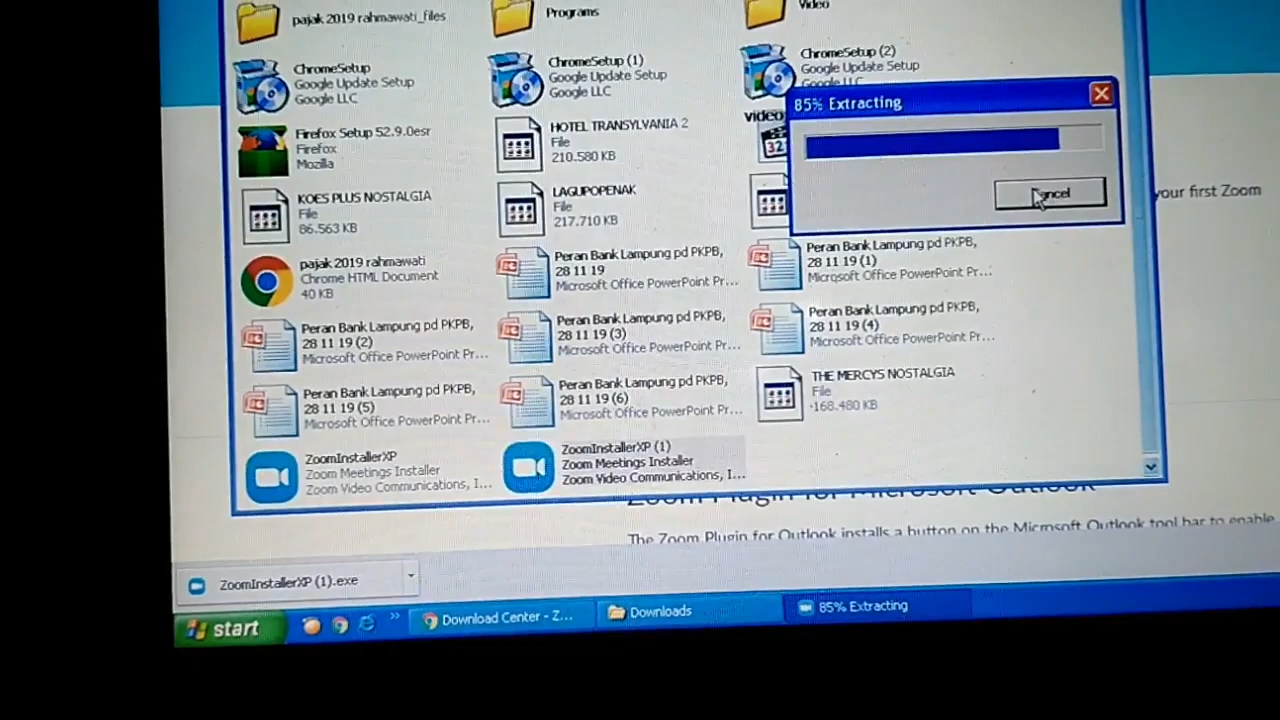 pajak 2019 rahmawati_files
Programs
Video
ChromeSetup
Google Update Setup
Google LLC
ChromeSetup (1)
Google Update Setup
Google LLC
ChromeSetup (2)
Google Update Setup
Google LLC
Firefox Setup 52.9.0esr
Firefox
Mozilla
HOTEL TRANSYLVANIA 2
File
210.580 KB
video
85% Extracting
Cancel
KOES PLUS NOSTALGIA
File
86.563 KB
LAGUPOPENAK
File
217.710 KB
your first Zoom
pajak 2019 rahmawati
Chrome HTML Document
40 KB
Peran Bank Lampung pd PKPB,
28 11 19
Microsoft Office PowerPoint Pr...
Peran Bank Lampung pd PKPB,
28 11 19 (1)
Microsoft Office PowerPoint Pr...
Peran Bank Lampung pd PKPB,
28 11 19 (2)
Microsoft Office PowerPoint Pr...
Peran Bank Lampung pd PKPB,
28 11 19 (3)
Microsoft Office PowerPoint Pr...
Peran Bank Lampung pd PKPB,
28 11 19 (4)
Microsoft Office PowerPoint Pr...
Peran Bank Lampung pd PKPB,
28 11 19 (5)
Microsoft Office PowerPoint Pr...
Peran Bank Lampung pd PKPB,
28 11 19 (6)
Microsoft Office PowerPoint Pr...
THE MERCYS NOSTALGIA
File
168.480 KB
ZoomInstallerXP
Zoom Meetings Installer
Zoom Video Communications, I...
ZoomInstallerXP (1)
Zoom Meetings Installer
Zoom Video Communications, I...
Zoom Plugin for Microsoft Outlook
The Zoom Plugin for Outlook installs a button on the Microsoft Outlook tool bar to enable
ZoomInstallerXP (1).exe
start
Download Center - Z...
Downloads
85% Extracting